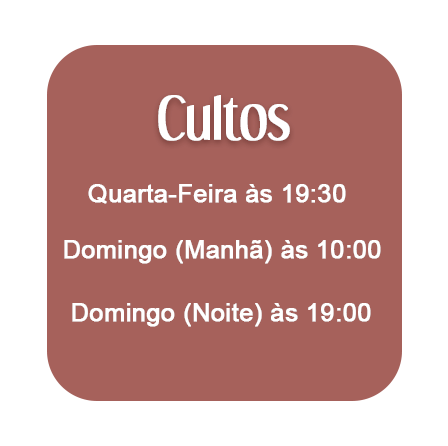 Cultos
Quarta-Feira às 19:30
Domingo (Manhã) às 10:00
Domingo (Noite) às 19:00